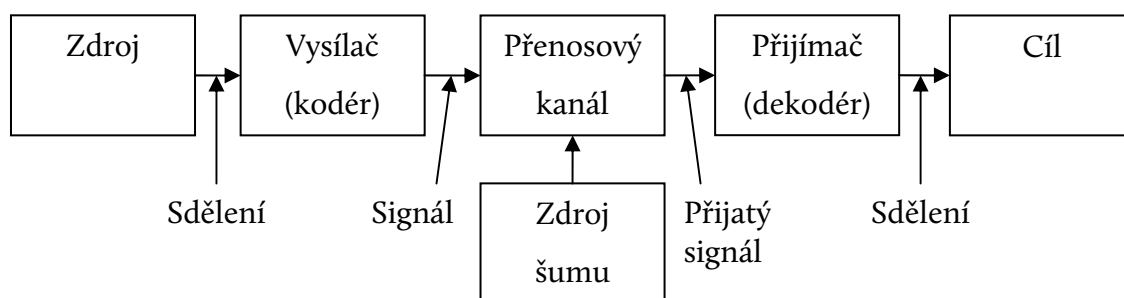 Zdroj
Vysílač
(kodér)
Přenosový
kanál
Přijímač
(dekodér)
Cíl
Sdělení
Signál
Zdroj
šumu
Přijatý
signál
Sdělení